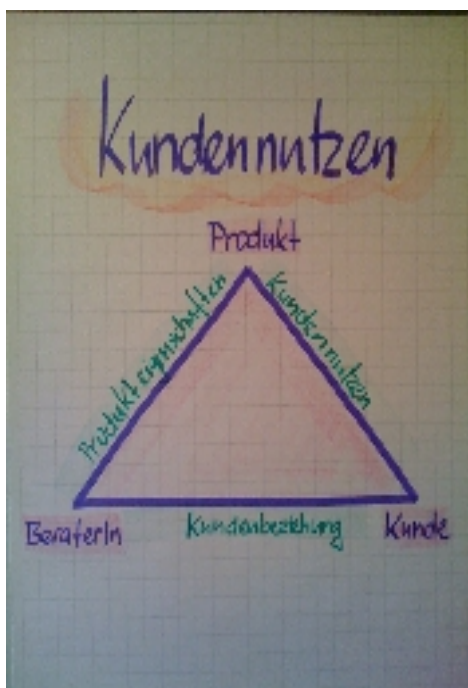 Kundennutzen
Produkt
Produkteigenschaften
Kundennutzen
BeraterIn
Kundenbeziehung
Kunde